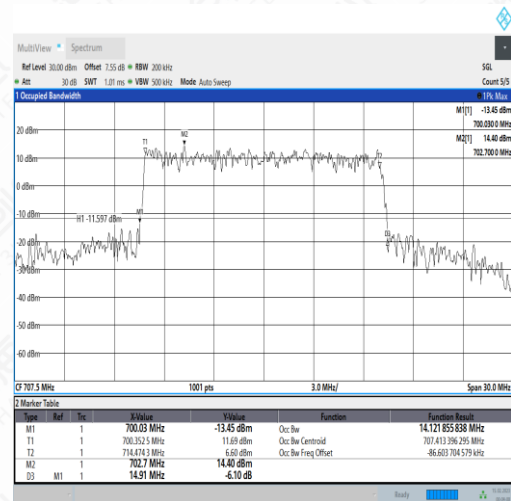 MultiView Spectrum
Ref Level 30.00 dBm Offset 7.55 dB RBW 200 kHz SGL
Att 30 dB SWT 1.01 ms VBW 500 kHz Mode Auto Sweep Count 5/5
1 Occupied Bandwidth 1Pk Max
M1[1] -13.45 dBm
700.030 0 MHz
M2[1] 14.40 dBm
702.700 0 MHz
20 dBm
T1
M2
10 dBm
T2
0 dBm
-10 dBm
M1
H1 -11.597 dBm
D3
-20 dBm
-30 dBm
-40 dBm
-50 dBm
-60 dBm
CF 707.5 MHz 1001 pts 3.0 MHz/ Span 30.0 MHz
2 Marker Table
Type Ref Trc X-Value Y-Value Function Function Result
M1 1 700.03 MHz -13.45 dBm Occ Bw 14.121 855 838 MHz
T1 1 700.352 5 MHz 11.69 dBm Occ Bw Centroid 707.413 396 295 MHz
T2 1 714.474 3 MHz 6.60 dBm Occ Bw Freq Offset -86.603 704 579 kHz
M2 1 702.7 MHz 14.40 dBm
D3 M1 1 14.91 MHz -6.10 dB
Ready